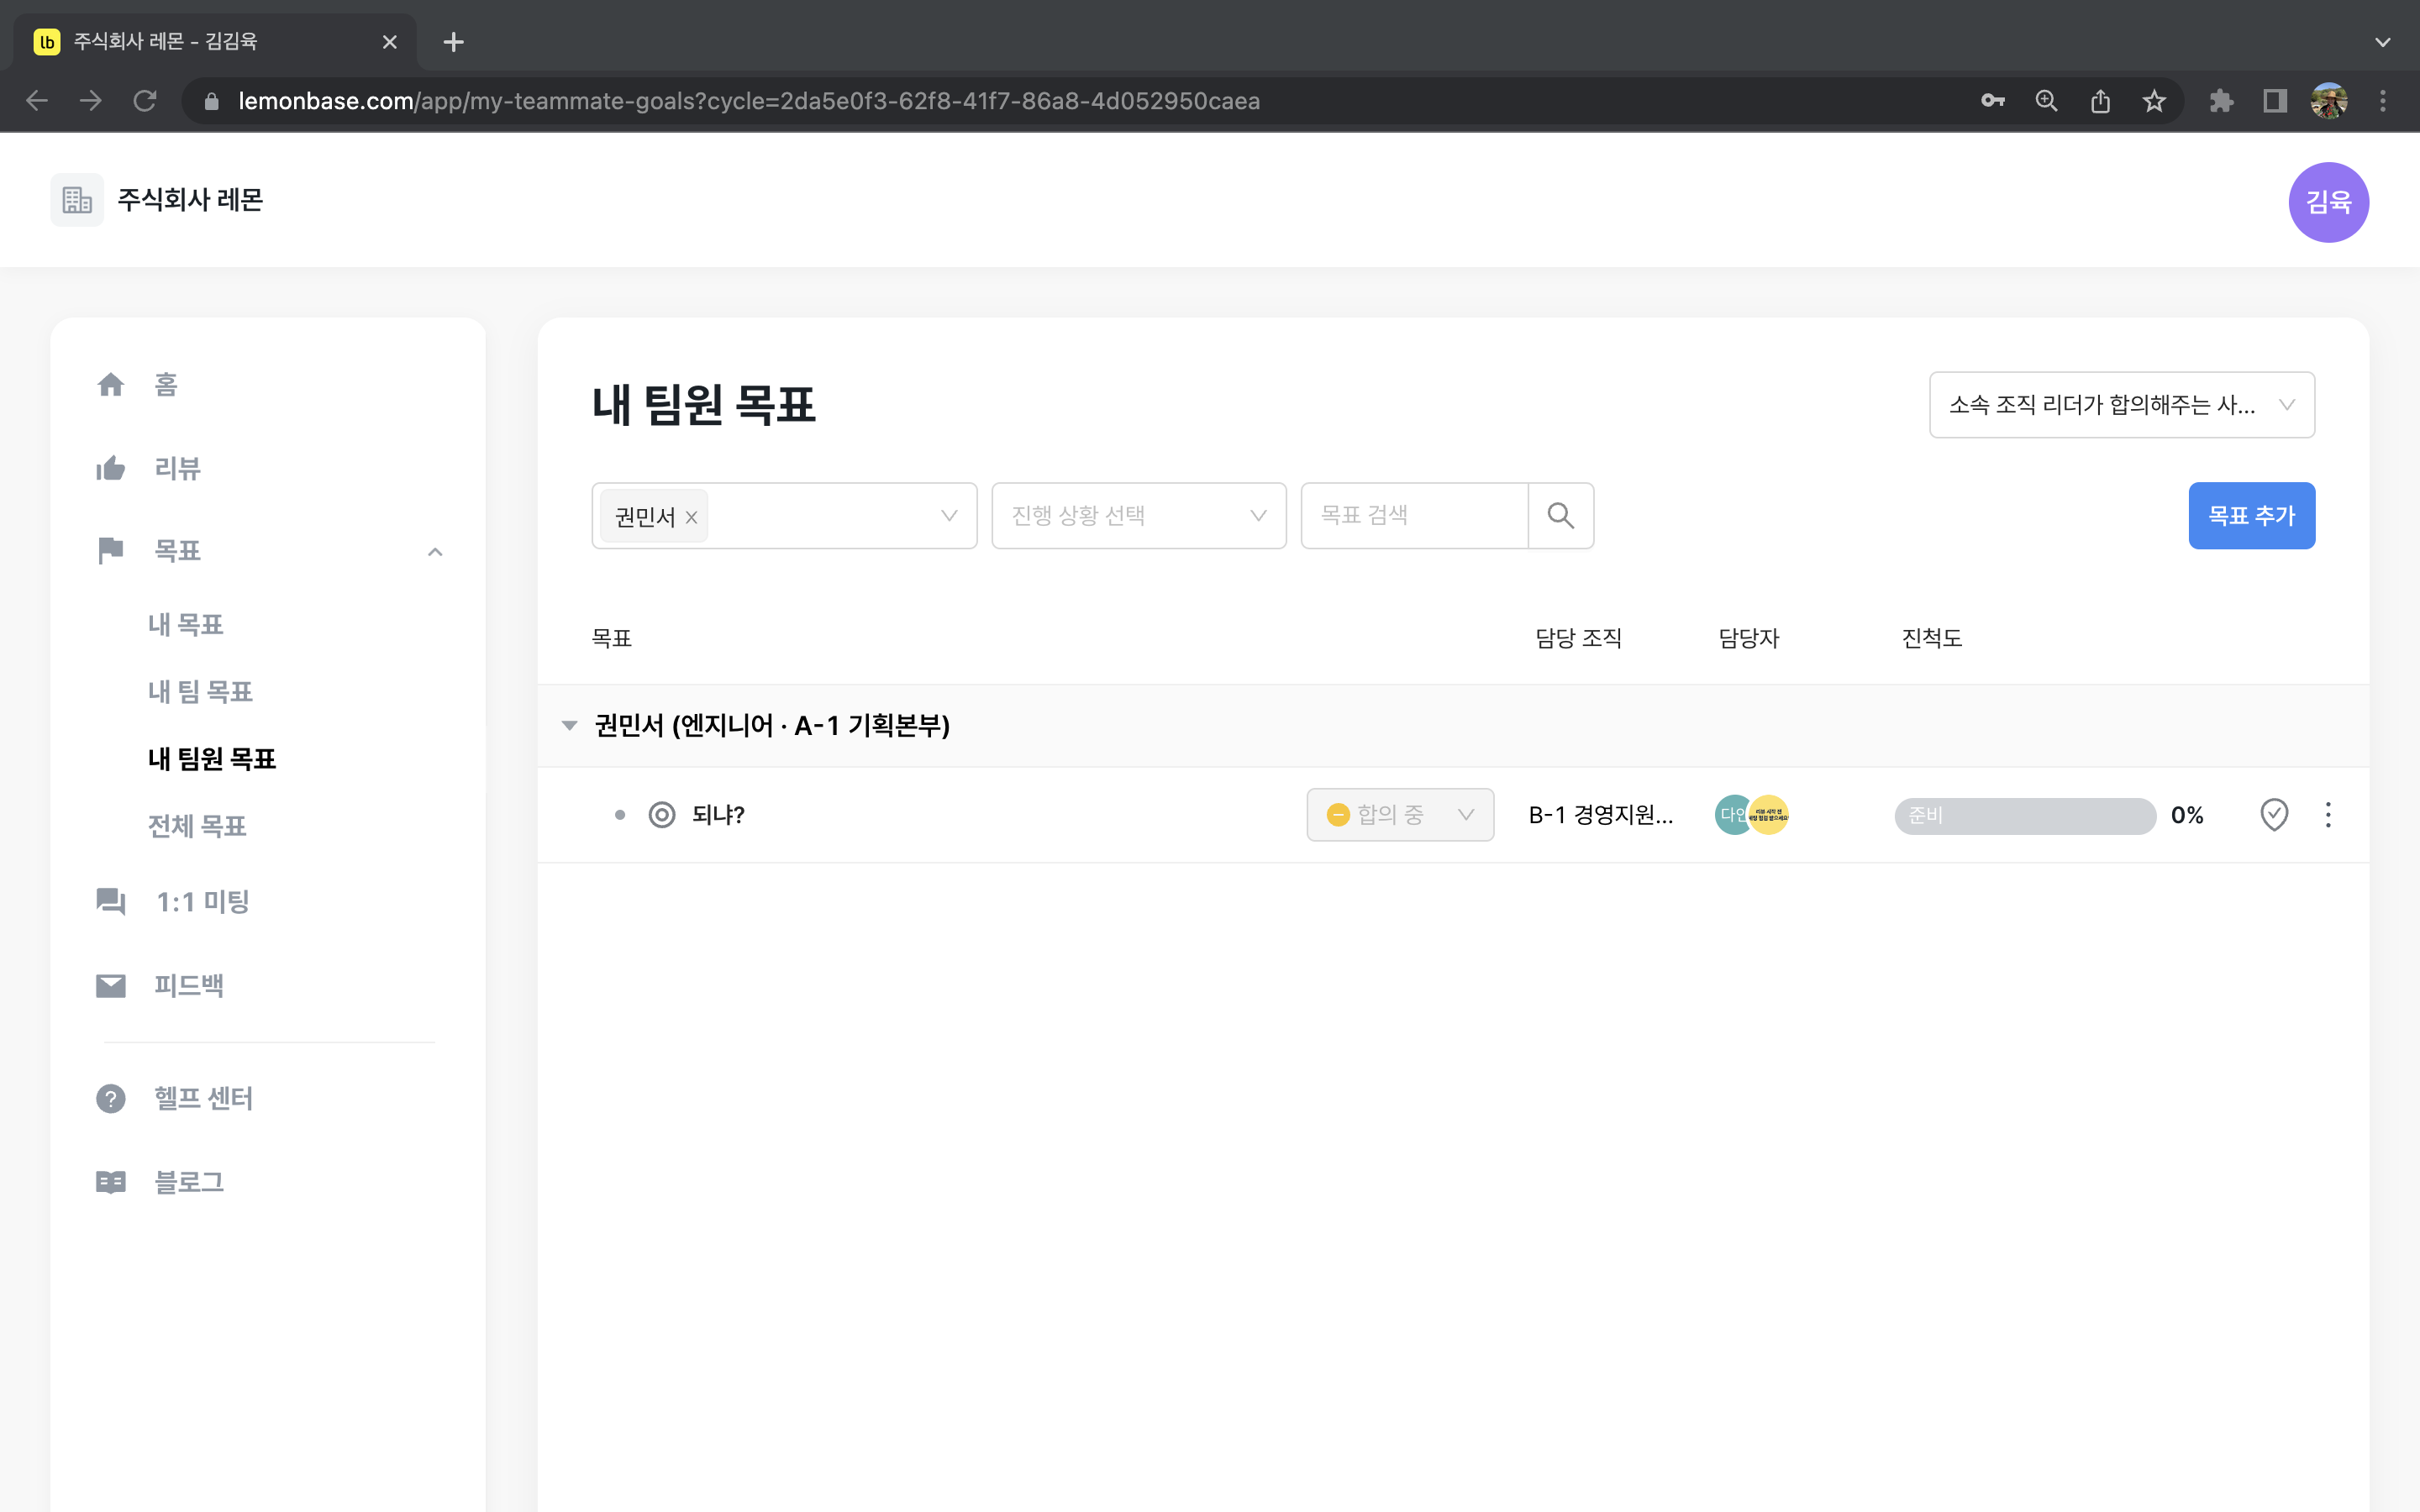 lb 주식회사 레몬 - 김김육
lemonbase.com/app/my-teammate-goals?cycle=2da5e0f3-62f8-41f7-86a8-4d052950caea
주식회사 레몬
김육
홈
리뷰
목표
내 목표
내 팀 목표
내 팀원 목표
전체 목표
1:1 미팅
피드백
헬프 센터
블로그
내 팀원 목표
소속 조직 리더가 합의해주는 사...
권민서
진행 상황 선택
목표 검색
목표 추가
목표 담당 조직 담당자 진척도
권민서 (엔지니어 · A-1 기획본부)
되냐? 합의 중 B-1 경영지원... 준비 0%